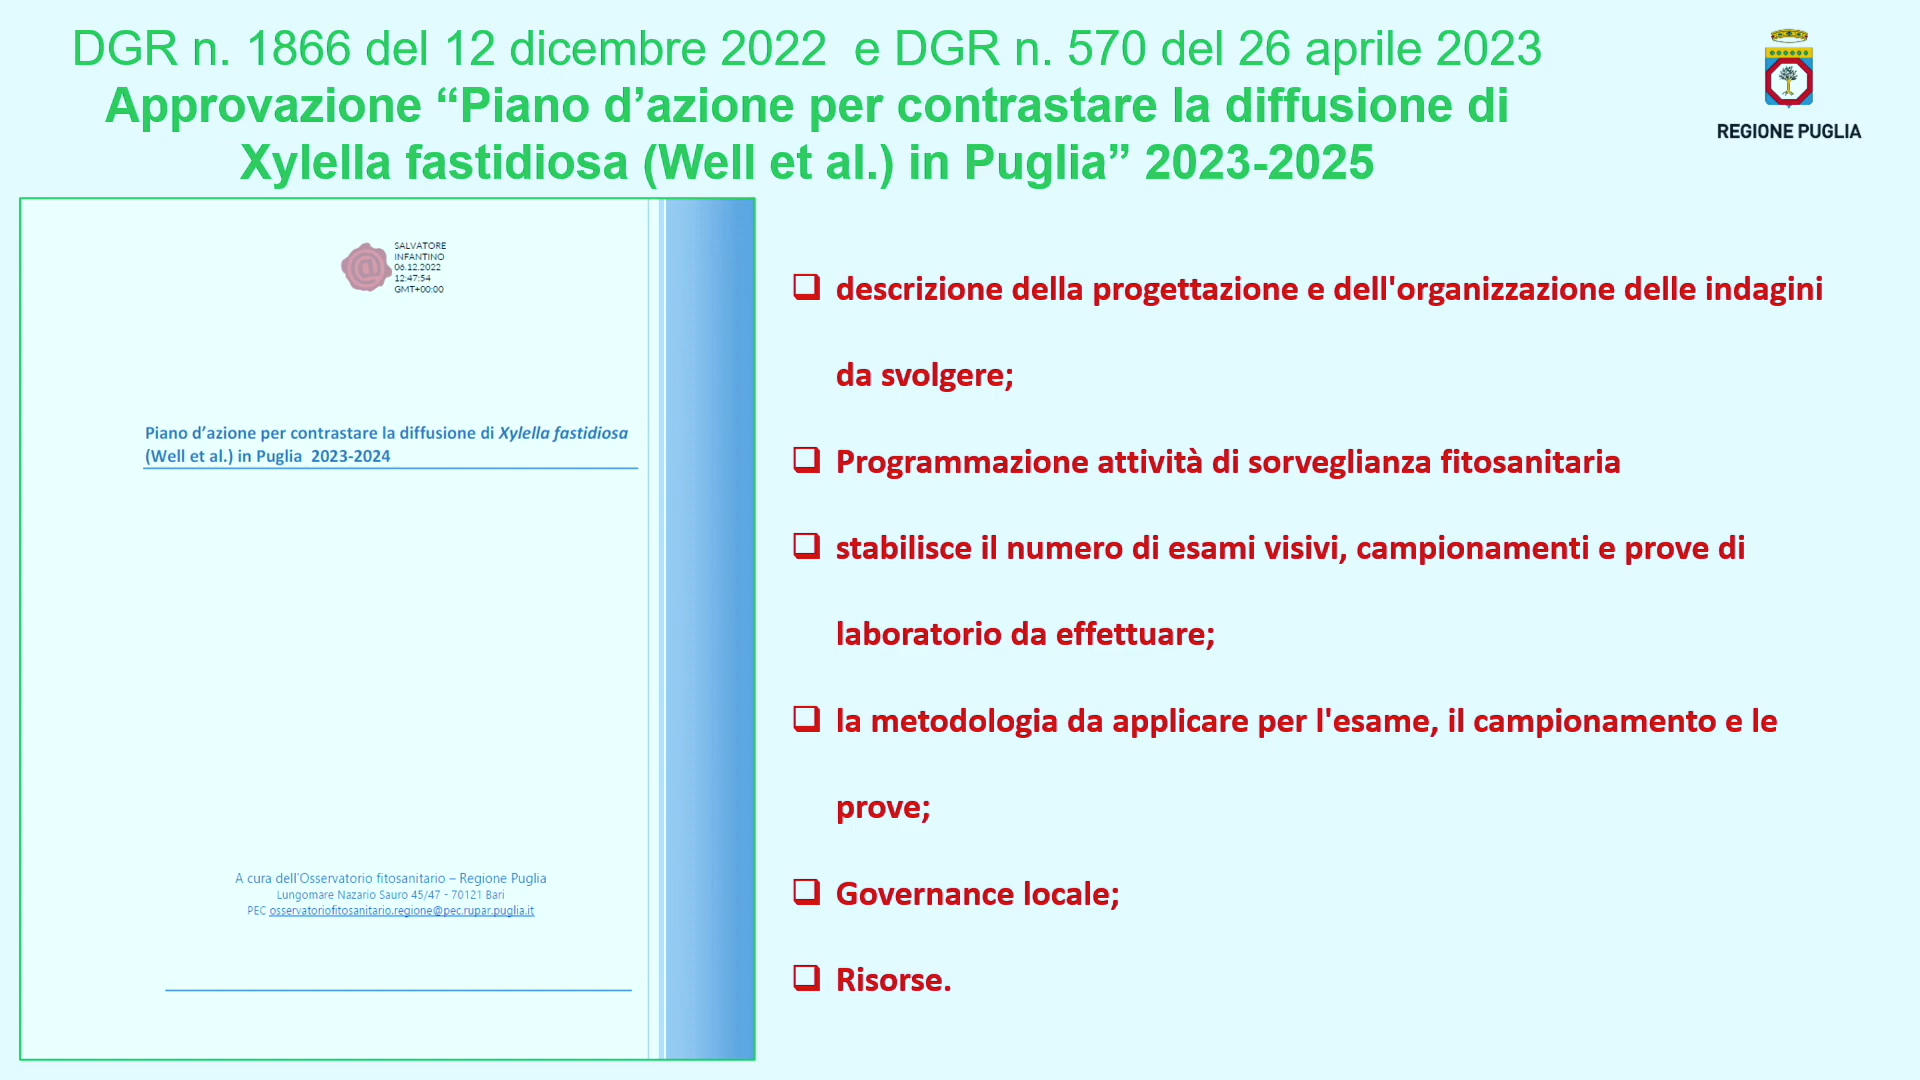 DGR n. 1866 del 12 dicembre 2022  e DGR n. 570 del 26 aprile 2023
Approvazione “Piano d’azione per contrastare la diffusione di
Xylella fastidiosa (Well et al.) in Puglia” 2023-2025
REGIONE PUGLIA
SALVATORE
INFANTINO
06.12.2022
12:47:54
GMT+00:00
Piano d’azione per contrastare la diffusione di Xylella fastidiosa
(Well et al.) in Puglia  2023-2024
A cura dell'Osservatorio fitosanitario – Regione Puglia
Lungomare Nazario Sauro 45/47 - 70121 Bari
PEC osservatoriofitosanitario.regione@pec.rupar.puglia.it
descrizione della progettazione e dell'organizzazione delle indagini
da svolgere;
Programmazione attività di sorveglianza fitosanitaria
stabilisce il numero di esami visivi, campionamenti e prove di
laboratorio da effettuare;
la metodologia da applicare per l'esame, il campionamento e le
prove;
Governance locale;
Risorse.